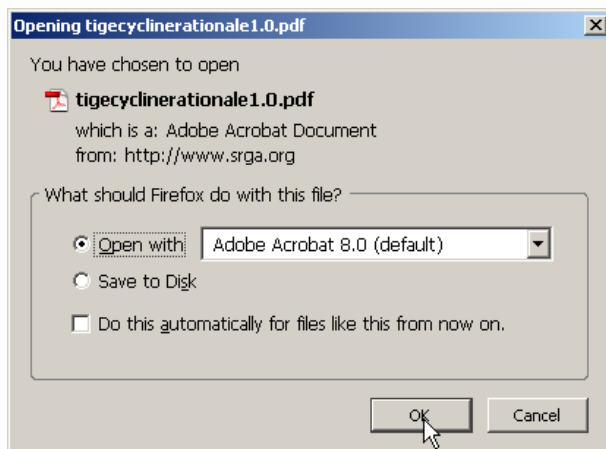 Opening tigecyclinerationale1.0.pdf
You have chosen to open
tigecyclinerationale1.0.pdf
which is a: Adobe Acrobat Document
from: http://www.srga.org
What should Firefox do with this file?
Open with Adobe Acrobat 8.0 (default)
Save to Disk
Do this automatically for files like this from now on.
OK Cancel